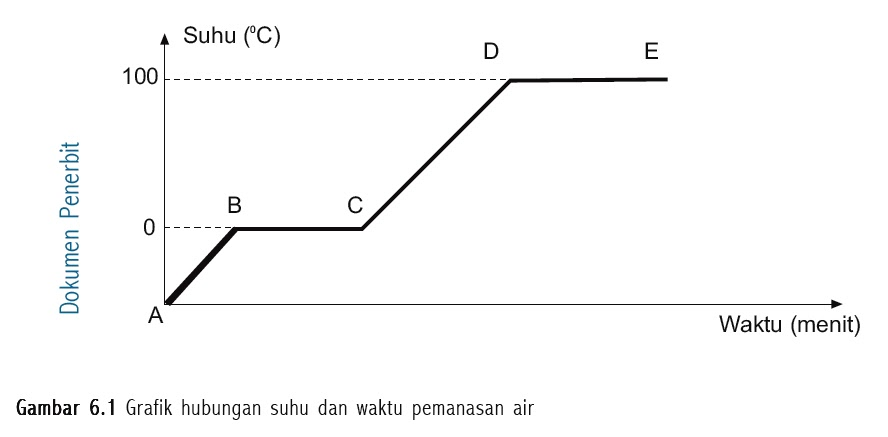 Suhu (°C)
D
E
100
B
C
0
A
Waktu (menit)
Dokumen Penerbit
Gambar 6.1 Grafik hubungan suhu dan waktu pemanasan air